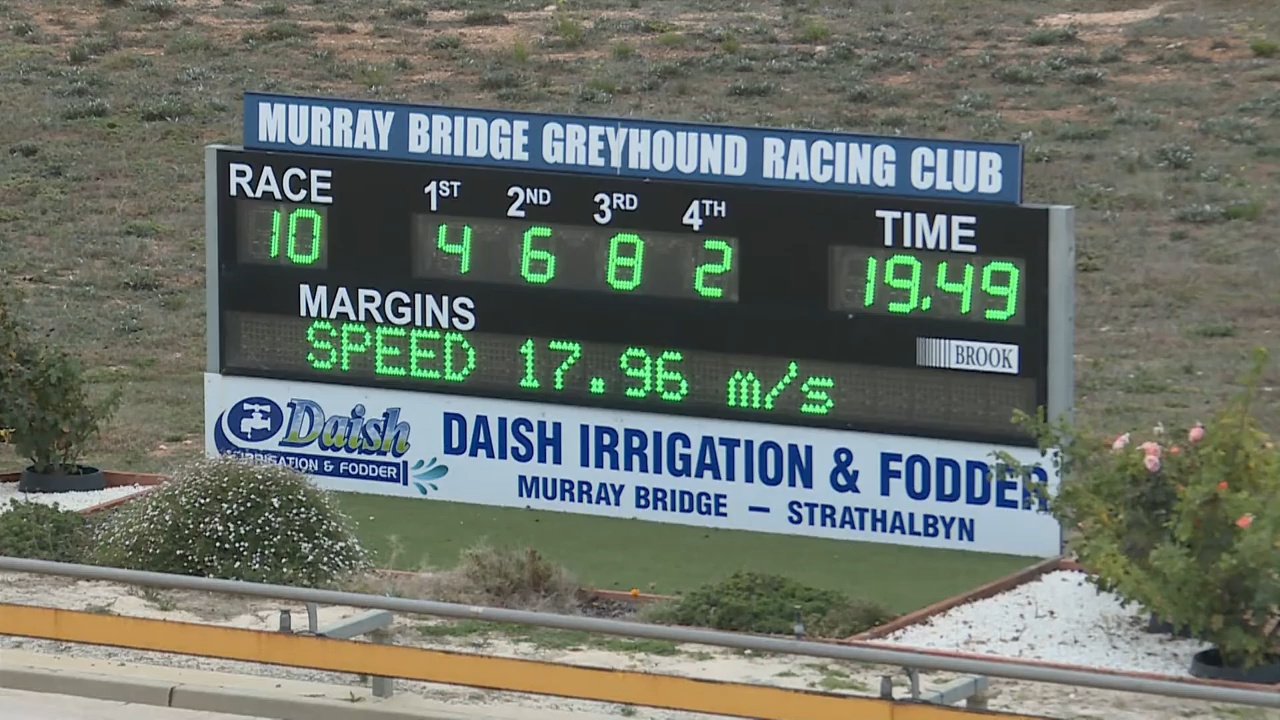 MURRAY BRIDGE GREYHOUND RACING CLUB
RACE 1ST 2ND 3RD 4TH TIME
10 4 6 8 2 19.49
MARGINS
SPEED 17.96 m/s
BROOK
Daish
IRRIGATION & FODDER
DAISH IRRIGATION & FODDER
MURRAY BRIDGE – STRATHALBYN